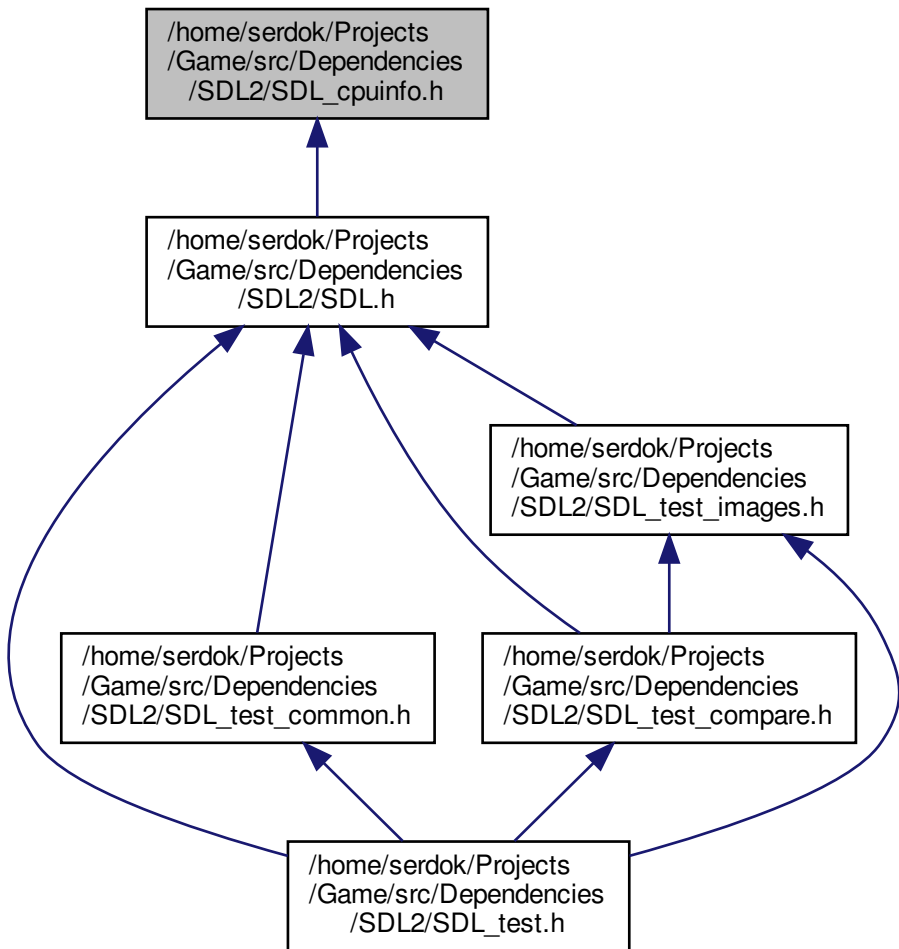 /home/serdok/Projects
/Game/src/Dependencies
/SDL2/SDL_cpuinfo.h
/home/serdok/Projects
/Game/src/Dependencies
/SDL2/SDL.h
/home/serdok/Projects
/Game/src/Dependencies
/SDL2/SDL_test_images.h
/home/serdok/Projects
/Game/src/Dependencies
/SDL2/SDL_test_common.h
/home/serdok/Projects
/Game/src/Dependencies
/SDL2/SDL_test_compare.h
/home/serdok/Projects
/Game/src/Dependencies
/SDL2/SDL_test.h